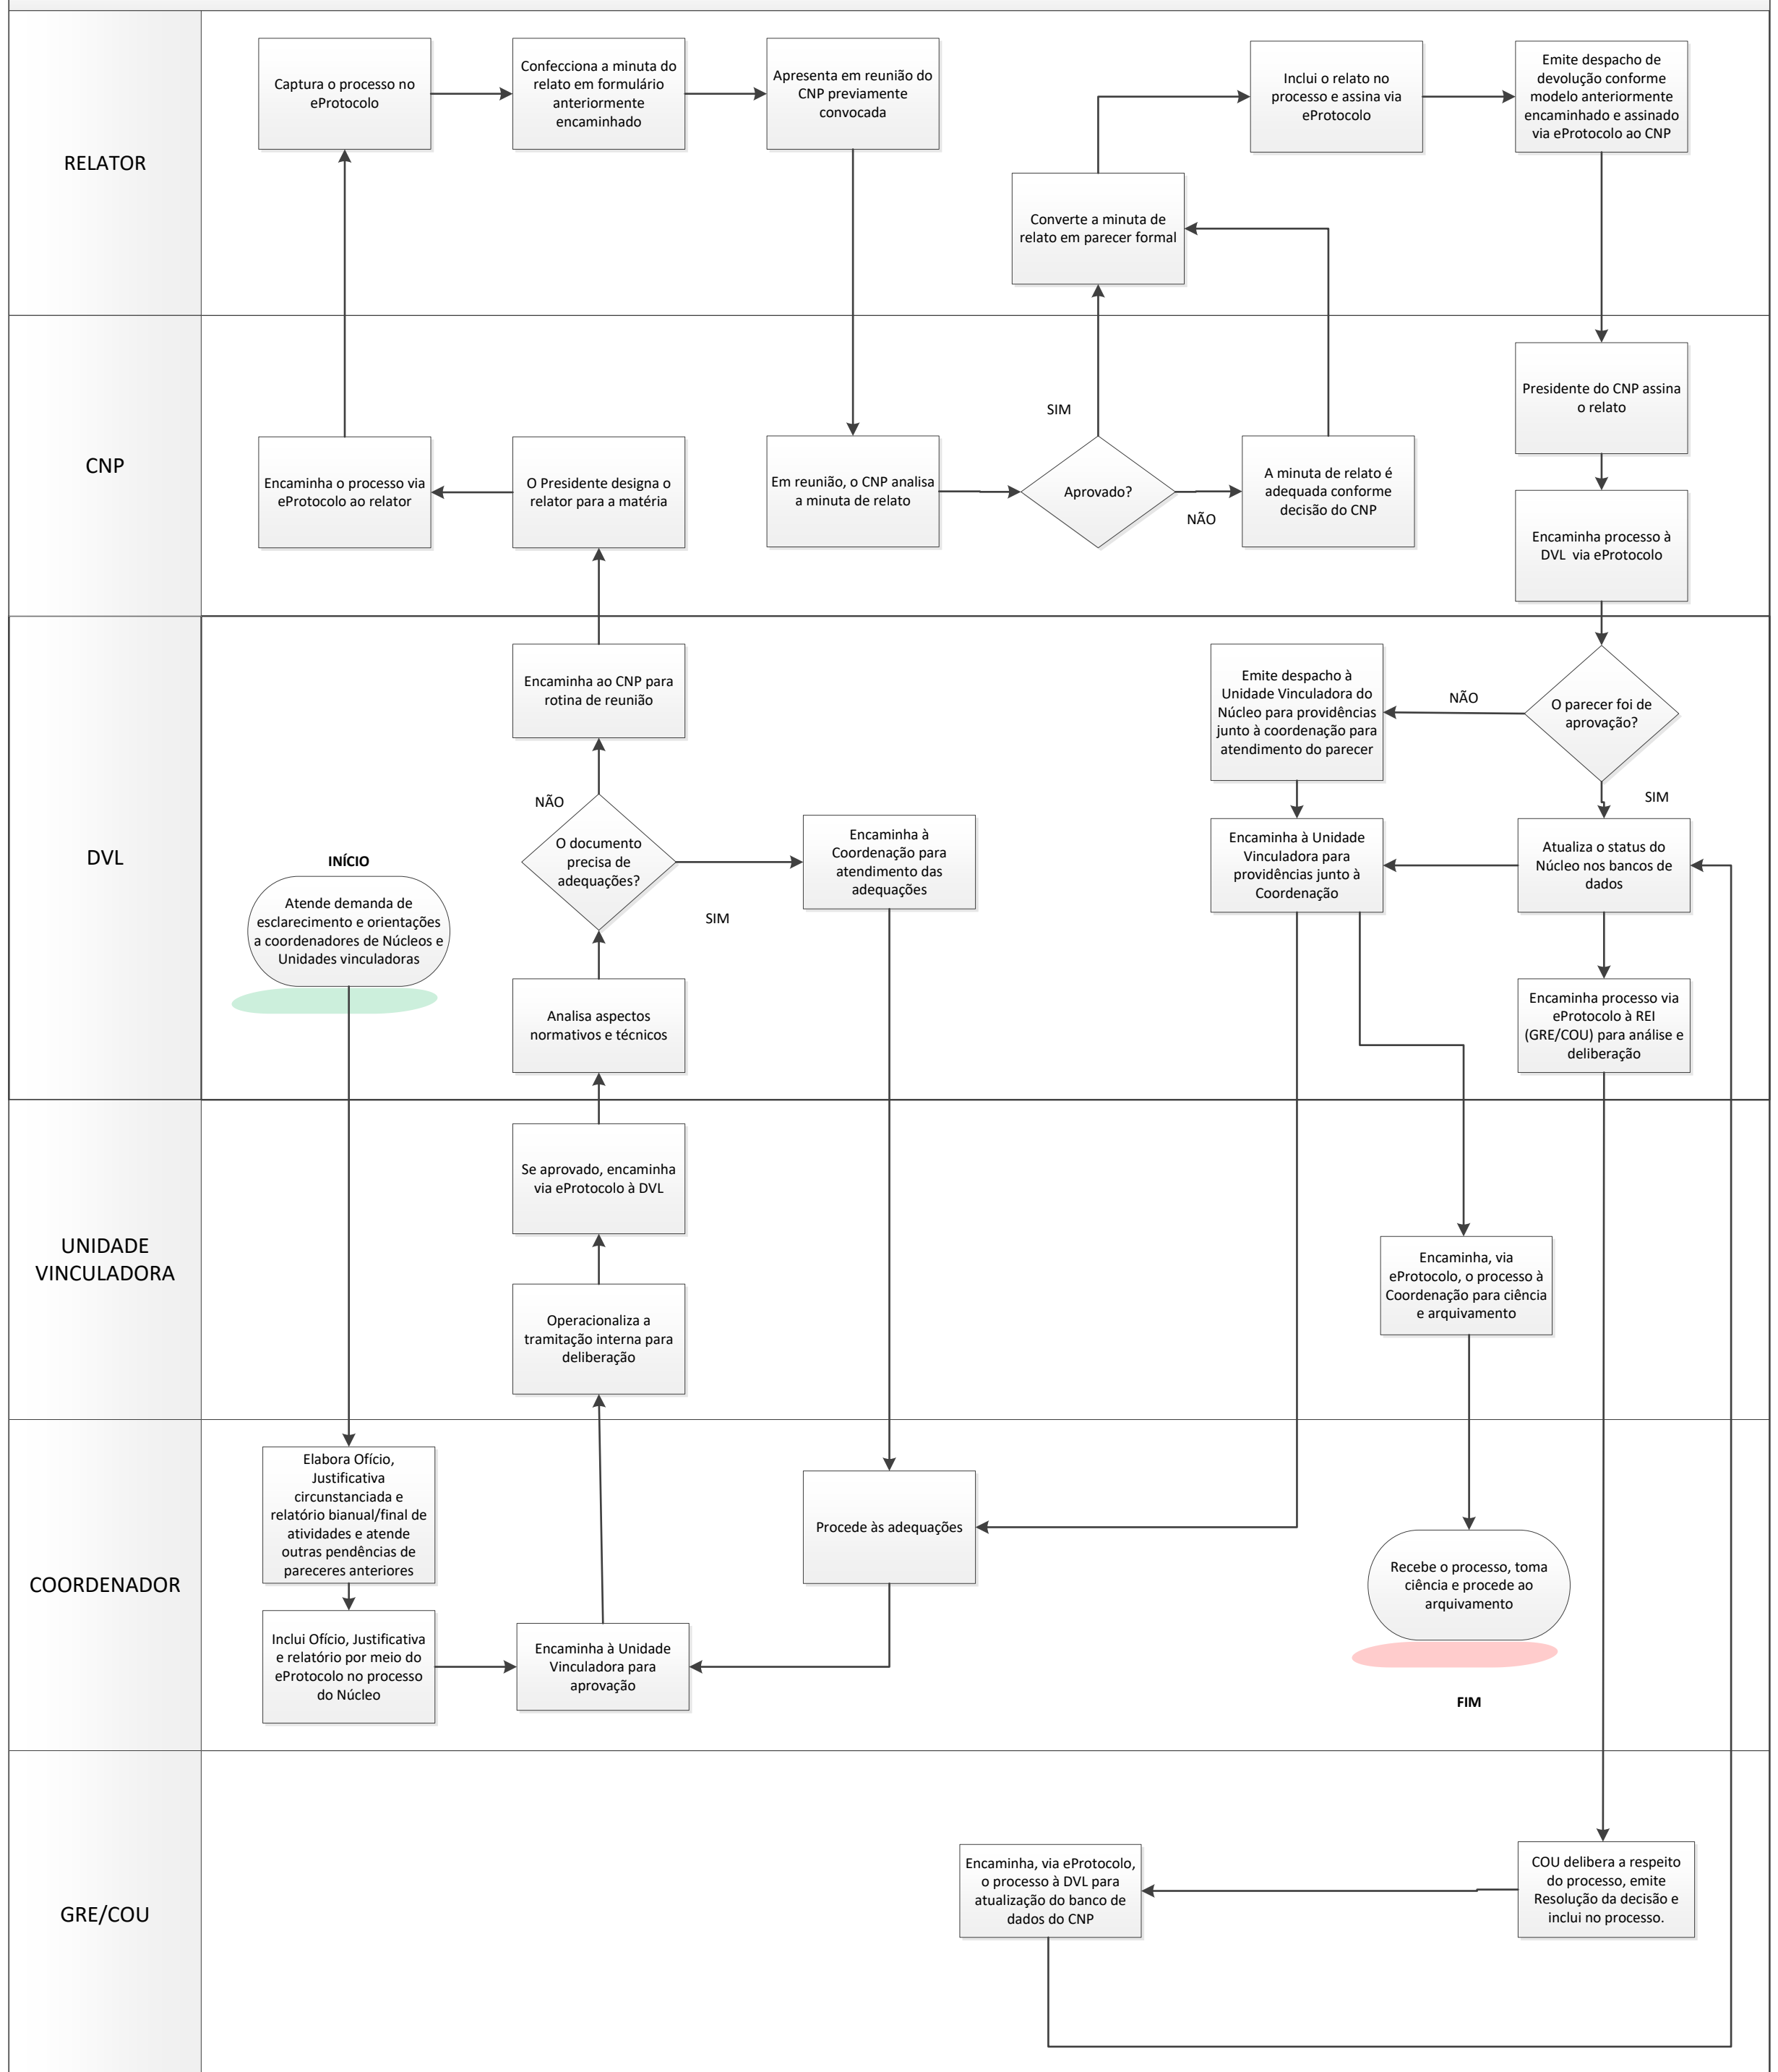 RELATOR
Captura o processo no
eProtocolo
Confecciona a minuta do
relato em formulário
anteriormente
encaminhado
Apresenta em reunião do
CNP previamente
convocada
Converte a minuta de
relato em parecer formal
Inclui o relato no
processo e assina via
eProtocolo
Emite despacho de
devolução conforme
modelo anteriormente
encaminhado e assinado
via eProtocolo ao CNP
CNP
Encaminha o processo via
eProtocolo ao relator
O Presidente designa o
relator para a matéria
Em reunião, o CNP analisa
a minuta de relato
SIM
Aprovado?
NÃO
A minuta de relato é
adequada conforme
decisão do CNP
Presidente do CNP assina
o relato
Encaminha processo à
DVL via eProtocolo
DVL
INÍCIO
Atende demanda de
esclarecimento e orientações
a coordenadores de Núcleos e
Unidades vinculadoras
Encaminha ao CNP para
rotina de reunião
NÃO
O documento
precisa de
adequações?
SIM
Analisa aspectos
normativos e técnicos
Encaminha à
Coordenação para
atendimento das
adequações
Emite despacho à
Unidade Vinculadora do
Núcleo para providências
junto à coordenação para
atendimento do parecer
NÃO
O parecer foi de
aprovação?
SIM
Encaminha à Unidade
Vinculadora para
providências junto à
Coordenação
Atualiza o status do
Núcleo nos bancos de
dados
Encaminha processo via
eProtocolo à REI
(GRE/COU) para análise e
deliberação
UNIDADE
VINCULADORA
Se aprovado, encaminha
via eProtocolo à DVL
Operacionaliza a
tramitação interna para
deliberação
Encaminha, via
eProtocolo, o processo à
Coordenação para ciência
e arquivamento
COORDENADOR
Elabora Ofício,
Justificativa
circunstanciada e
relatório bianual/final de
atividades e atende
outras pendências de
pareceres anteriores
Inclui Ofício, Justificativa
e relatório por meio do
eProtocolo no processo
do Núcleo
Encaminha à Unidade
Vinculadora para
aprovação
Procede às adequações
Recebe o processo, toma
ciência e procede ao
arquivamento
FIM
GRE/COU
Encaminha, via eProtocolo,
o processo à DVL para
atualização do banco de
dados do CNP
COU delibera a respeito
do processo, emite
Resolução da decisão e
inclui no processo.